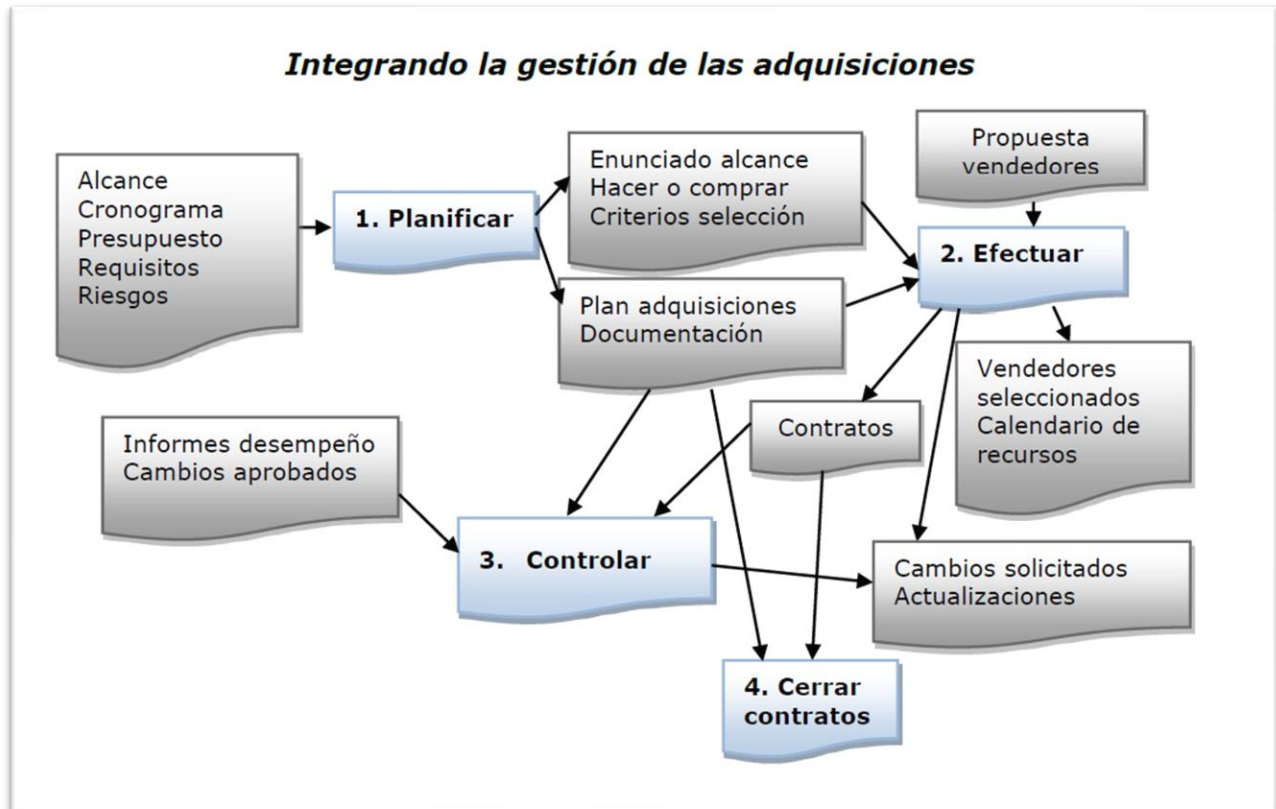 Integrando la gestión de las adquisiciones
Alcance
Cronograma
Presupuesto
Requisitos
Riesgos
1. Planificar
Enunciado alcance
Hacer o comprar
Criterios selección
Plan adquisiciones
Documentación
Propuesta
vendedores
2. Efectuar
Vendedores
seleccionados
Calendario de
recursos
Contratos
Informes desempeño
Cambios aprobados
3. Controlar
Cambios solicitados
Actualizaciones
4. Cerrar
contratos